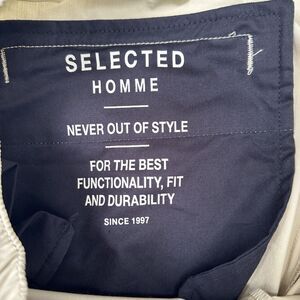 SELECTED
HOMME
NEVER OUT OF STYLE
FOR THE BEST
FUNCTIONALITY, FIT
AND DURABILITY
SINCE 1997